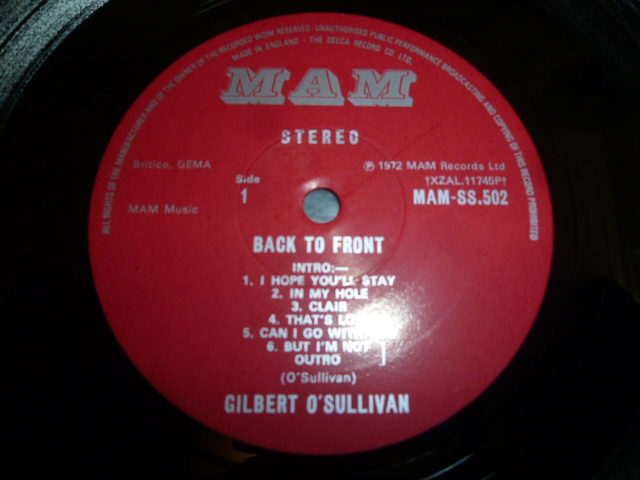 ALL RIGHTS OF THE MANUFACTURER AND OF THE OWNER OF THE RECORDED WORK RESERVED · UNAUTHORISED PUBLIC PERFORMANCE BROADCASTING AND COPYING OF THIS RECORD PROHIBITED
MADE IN ENGLAND · THE DECCA RECORD CO LTD.
MAM
STEREO
Britico, GEMA
℗ 1972 MAM Records Ltd
Side
†XZAL.11745P†
1
MAM-SS.502
MAM Music
BACK TO FRONT
INTRO:—
1. I HOPE YOU'LL STAY
2. IN MY HOLE
3. CLAIR
4. THAT'S
5. CAN I GO
6. BUT I'M NOT
OUTRO
(O'Sullivan)
GILBERT O'SULLIVAN